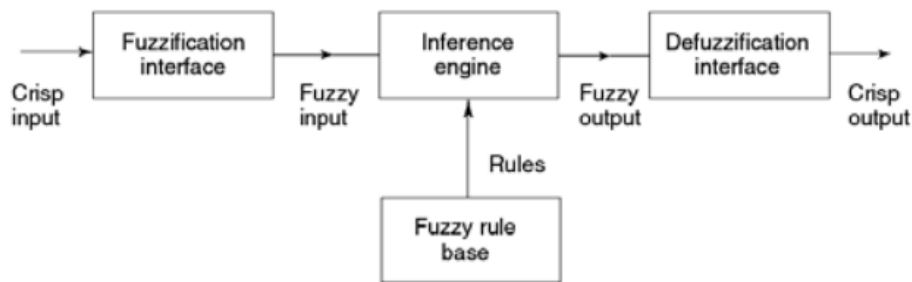 Fuzzification
interface
Inference
engine
Defuzzification
interface
Crisp
input
Fuzzy
input
Fuzzy
output
Crisp
output
Rules
Fuzzy rule
base